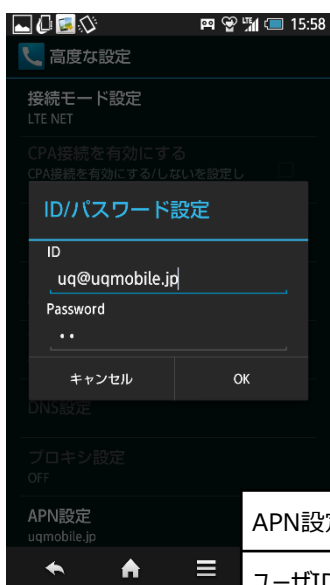 15:58
高度な設定
接続モード設定
LTE NET
CPA接続を有効にする
CPA接続を有効にする/しないを設定し
ID/パスワード設定
ID
uq@uqmobile.jp
Password
••
キャンセル
OK
DNS設定
プロキシ設定
OFF
APN設定
uqmobile.jp
APN設定
ユーザID